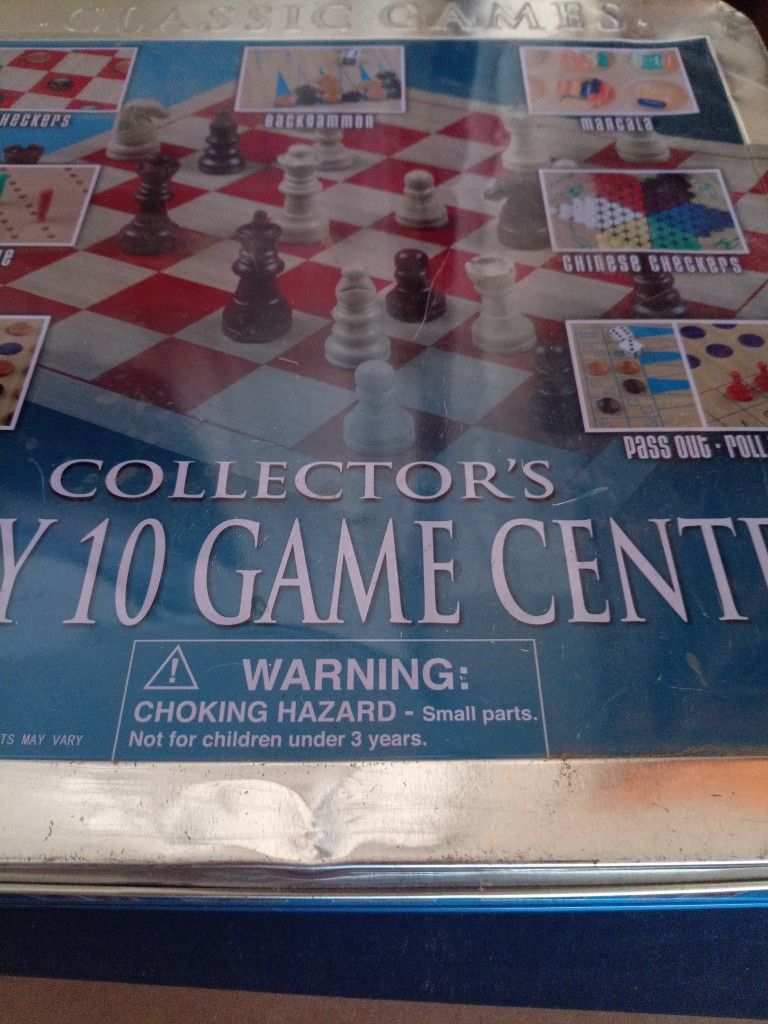 CLASSIC GAMES
HECKERS
BACKGAMMON
MANCALA
E
CHINESE CHECKERS
PASS OUT • ROLL
COLLECTOR'S
Y 10 GAME CENT
WARNING:
CHOKING HAZARD - Small parts.
Not for children under 3 years.
TS MAY VARY